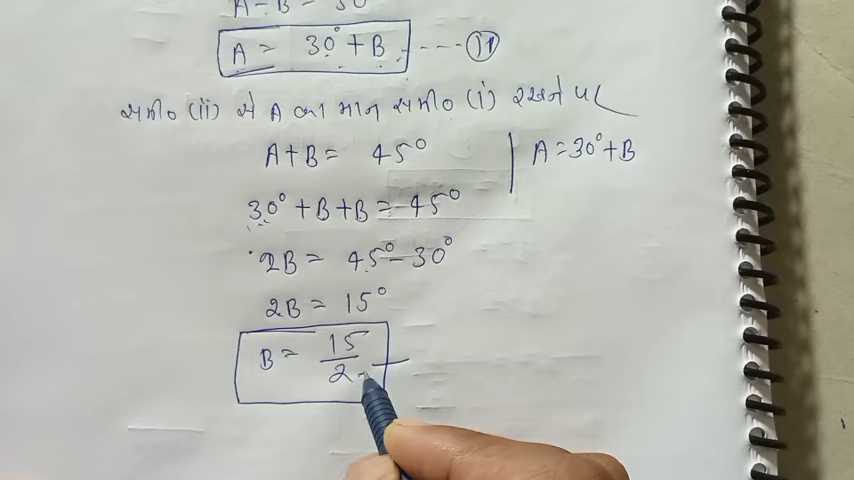 A - B = 30°
A = 30° + B ---- (ii)
समी० (ii) से A का मान समी० (i) रखने पर
A + B = 45° | A = 30° + B
30° + B + B = 45°
2B = 45° - 30°
2B = 15°
B = 15/2